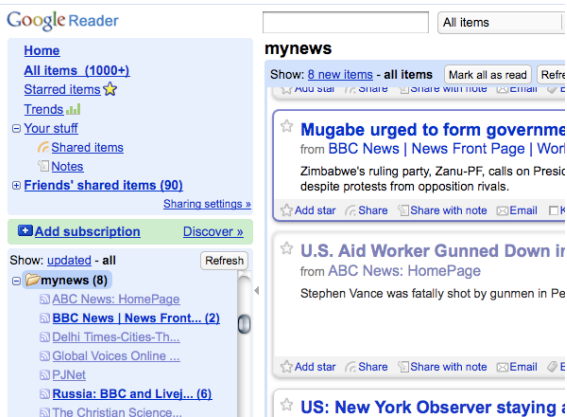 Google Reader
All items
Home
All items (1000+)
Starred items
Trends
Your stuff
Shared items
Notes
Friends' shared items (90)
Sharing settings »
Add subscription Discover »
Show: updated - all Refresh
mynews (8)
ABC News: HomePage
BBC News | News Front... (2)
Delhi Times-Cities-Th...
Global Voices Online ...
PJNet
Russia: BBC and Livej... (6)
The Christian Science...
mynews
Show: 8 new items - all items Mark all as read Refre
Add star Share Share with note Email
Mugabe urged to form governme
from BBC News | News Front Page | Worl
Zimbabwe's ruling party, Zanu-PF, calls on Presid
despite protests from opposition rivals.
Add star Share Share with note Email K
U.S. Aid Worker Gunned Down in
from ABC News: HomePage
Stephen Vance was fatally shot by gunmen in Pe
Add star Share Share with note Email E
US: New York Observer staying a